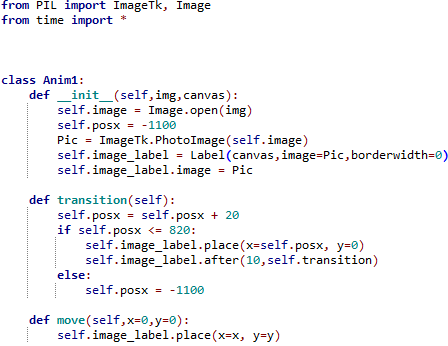 from PIL import ImageTk, Image
from time import *
class Anim1:
    def __init__(self,img,canvas):
        self.image = Image.open(img)
        self.posx = -1100
        Pic = ImageTk.PhotoImage(self.image)
        self.image_label = Label(canvas,image=Pic,borderwidth=0)
        self.image_label.image = Pic
    def transition(self):
        self.posx = self.posx + 20
        if self.posx <= 820:
            self.image_label.place(x=self.posx, y=0)
            self.image_label.after(10,self.transition)
        else:
            self.posx = -1100
    def move(self,x=0,y=0):
        self.image_label.place(x=x, y=y)